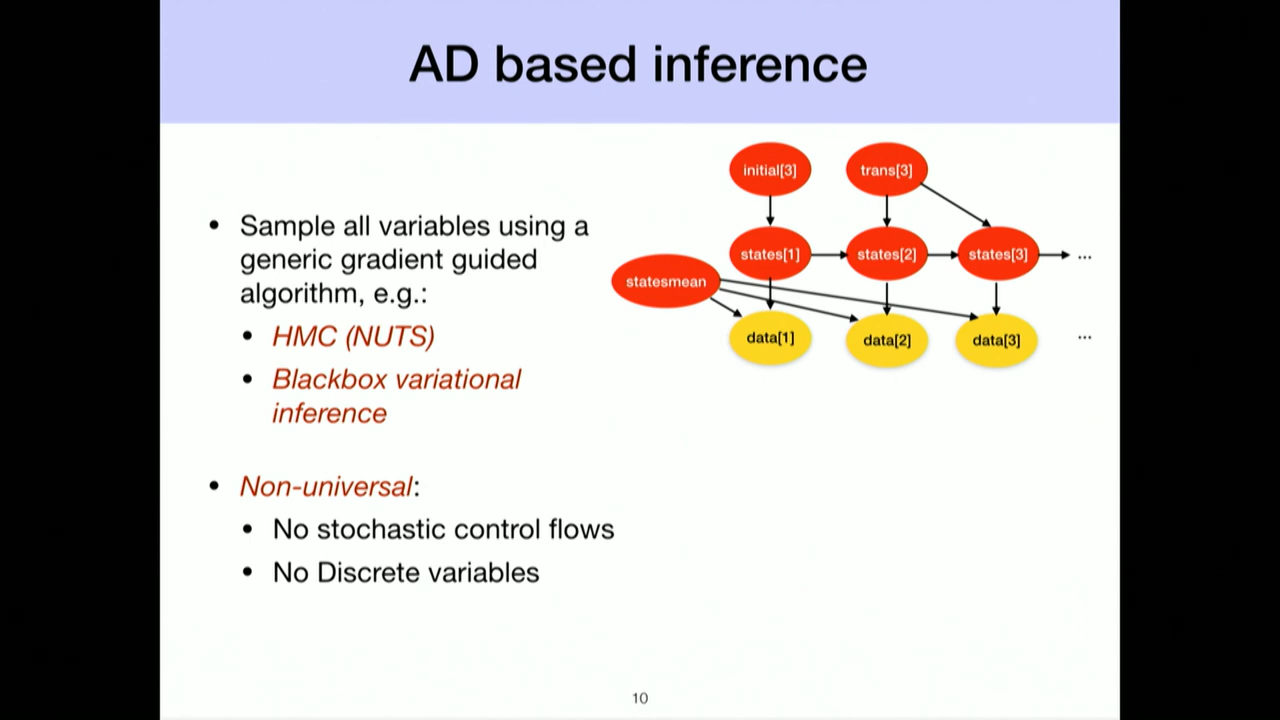 AD based inference
Sample all variables using a
generic gradient guided
algorithm, e.g.:
HMC (NUTS)
Blackbox variational
inference
Non-universal:
No stochastic control flows
No Discrete variables
initial[3]
trans[3]
states[1]
states[2]
states[3]
...
statesmean
data[1]
data[2]
data[3]
...
10